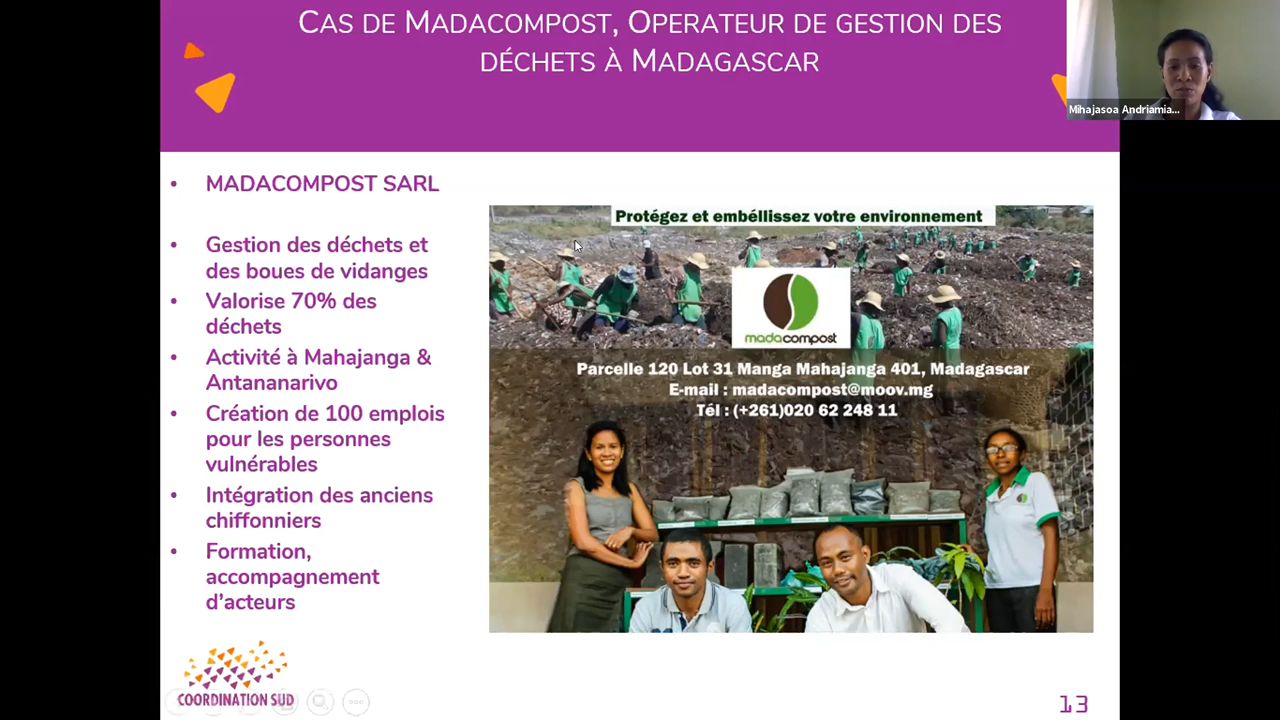 CAS DE MADACOMPOST, OPERATEUR DE GESTION DES
DÉCHETS À MADAGASCAR
Mihajasoa Andriamia...
• MADACOMPOST SARL
• Gestion des déchets et
des boues de vidanges
• Valorise 70% des
déchets
• Activité à Mahajanga &
Antananarivo
• Création de 100 emplois
pour les personnes
vulnérables
• Intégration des anciens
chiffonniers
• Formation,
accompagnement
d’acteurs
Protégez et embéllissez votre environnement
madacompost
Parcelle 120 Lot 31 Manga Mahajanga 401, Madagascar
E-mail : madacompost@moov.mg
Tél : (+261)020 62 248 11
COORDINATION SUD
13